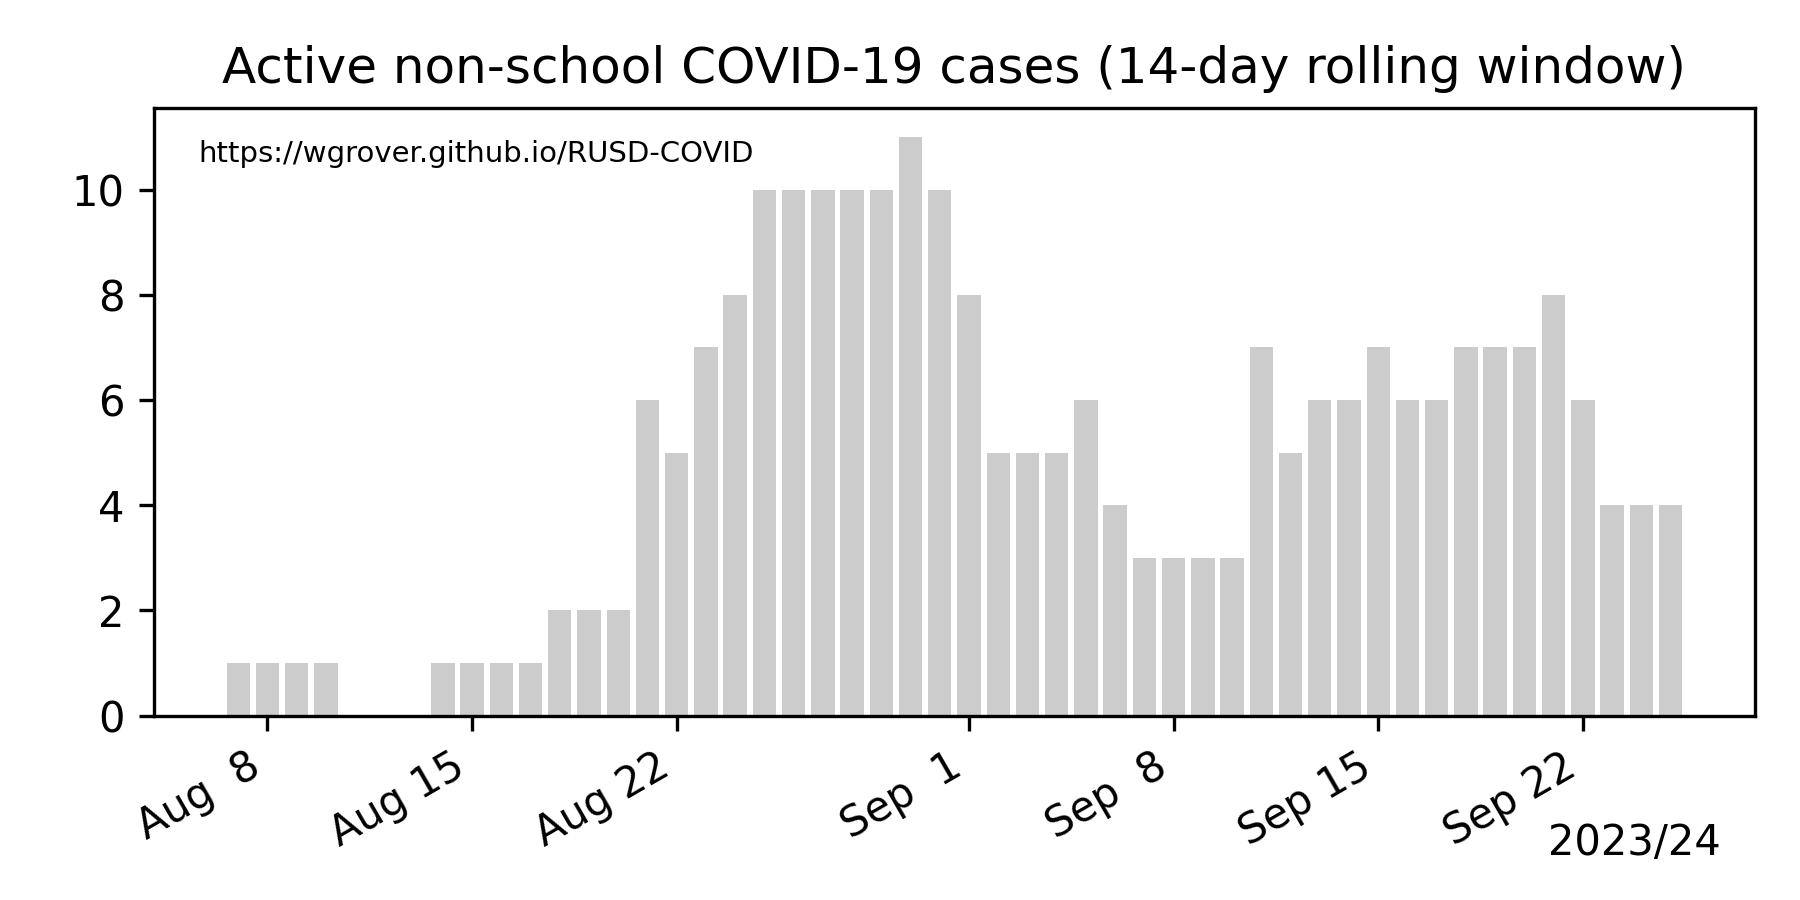 Active non-school COVID-19 cases (14-day rolling window)
https://wgrover.github.io/RUSD-COVID
10
8
6
4
2
0
Aug 8
Aug 15
Aug 22
Sep 1
Sep 8
Sep 15
Sep 22
2023/24